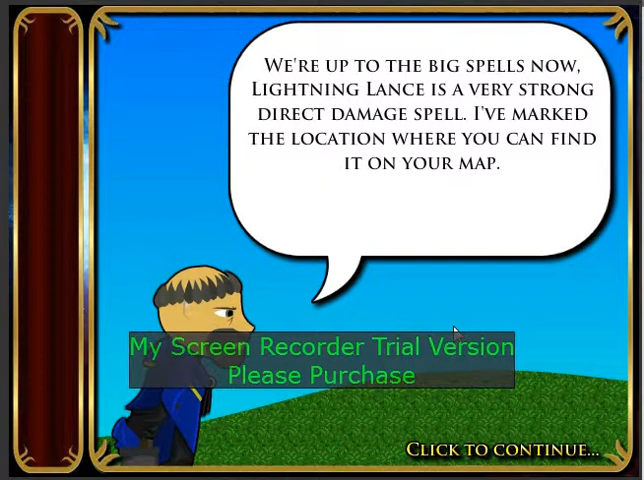 WE'RE UP TO THE BIG SPELLS NOW,
LIGHTNING LANCE IS A VERY STRONG
DIRECT DAMAGE SPELL. I'VE MARKED
THE LOCATION WHERE YOU CAN FIND
IT ON YOUR MAP.
My Screen Recorder Trial Version
Please Purchase
CLICK TO CONTINUE...